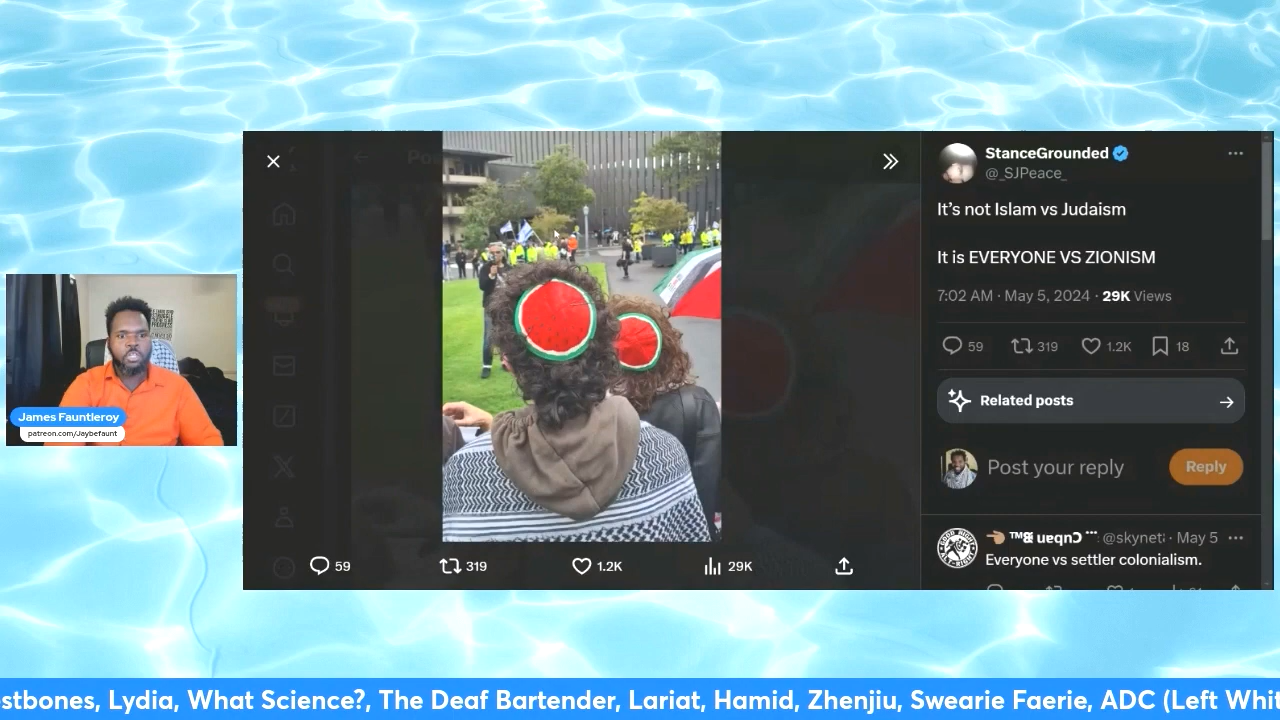 StanceGrounded
@_SJPeace_
It's not Islam vs Judaism
It is EVERYONE VS ZIONISM
7:02 AM · May 5, 2024 · 29K Views
59
319
1.2K
18
Related posts
Post your reply
Reply
@skyneti · May 5
Everyone vs settler colonialism.
59
319
1.2K
29K
James Fauntleroy
patreon.com/Jaybefaunt
stbones, Lydia, What Science?, The Deaf Bartender, Lariat, Hamid, Zhenjiu, Swearie Faerie, ADC (Left Whit